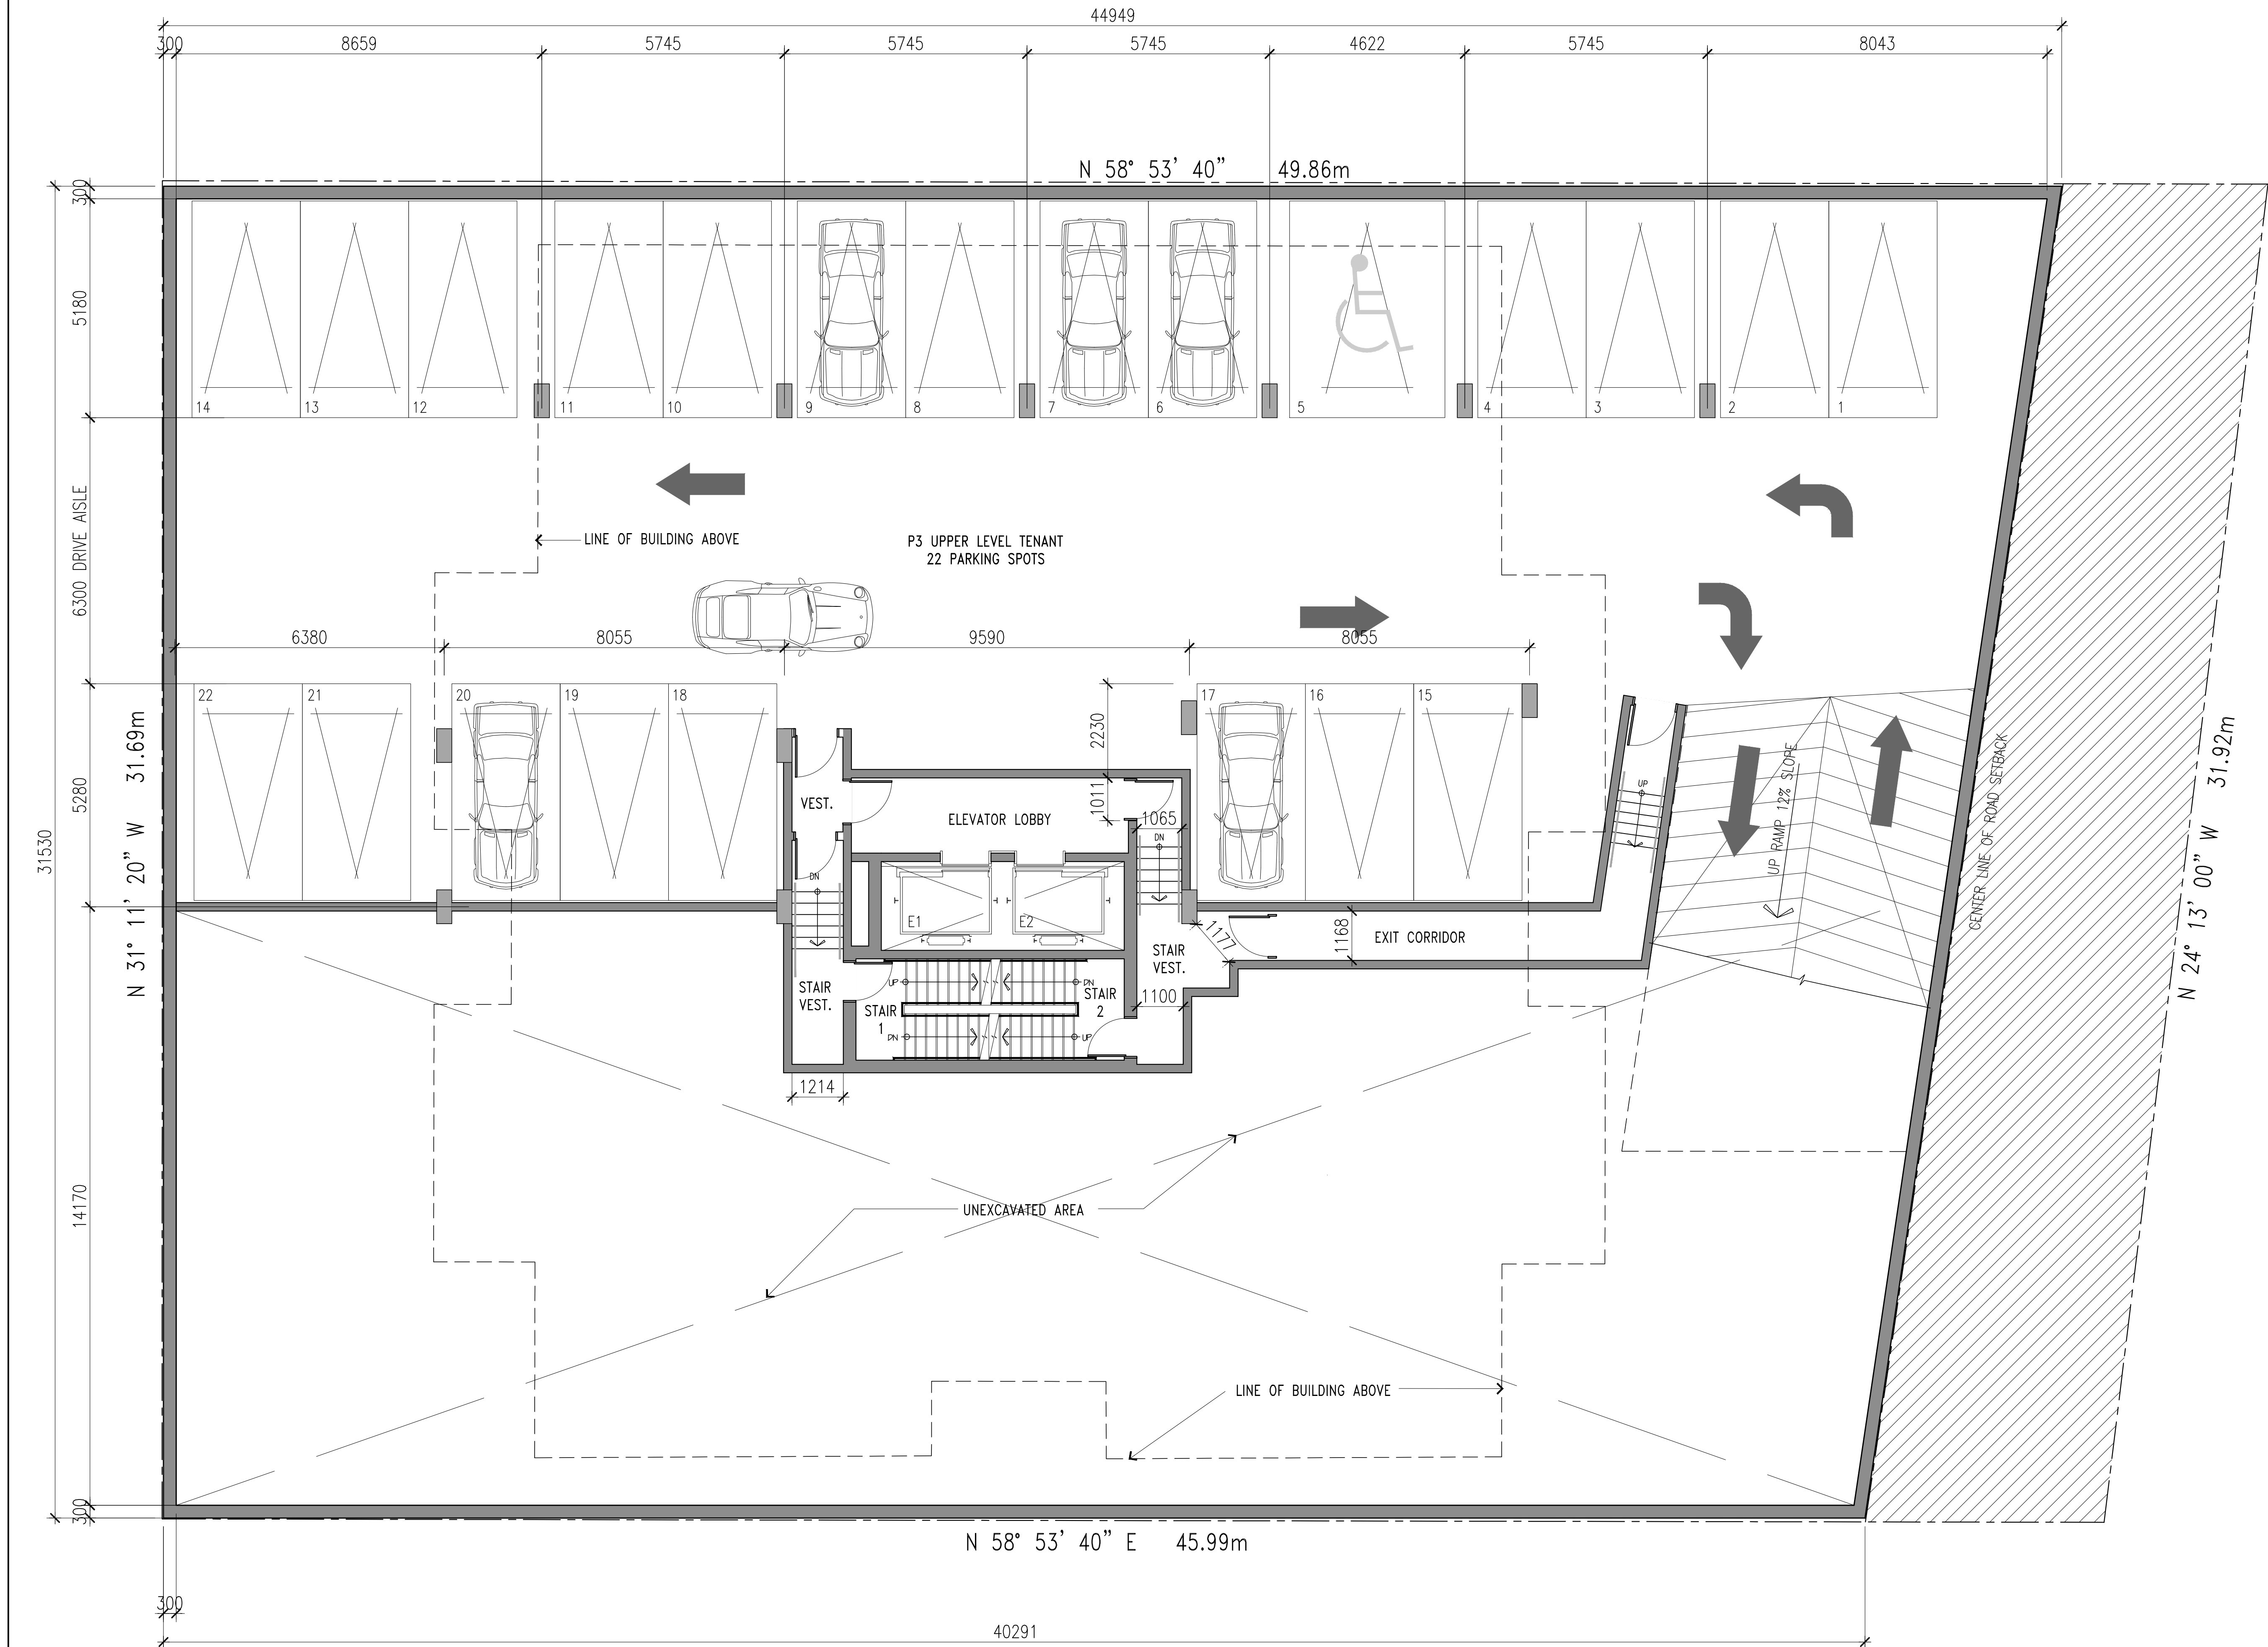 44949
300 8659 5745 5745 5745 4622 5745 8043
N 58° 53' 40" 49.86m
300
5180
6300 DRIVE AISLE
5280
14170
300
31530
N 31° 11' 20" W 31.69m
14 13 12 11 10 9 8 7 6 5 4 3 2 1
LINE OF BUILDING ABOVE
P3 UPPER LEVEL TENANT
22 PARKING SPOTS
6380 8055 9590 8055
22 21 20 19 18 17 16 15
2230
1011
1065
VEST.
ELEVATOR LOBBY
DN
DN
UP
E1 E2
UP RAMP 12% SLOPE
CENTER LINE OF ROAD SETBACK
N 24° 13' 00" W 31.92m
1177
1168
EXIT CORRIDOR
STAIR
VEST.
STAIR
VEST.
UP
DN
STAIR
1
STAIR
2
DN
UP
1100
1214
UNEXCAVATED AREA
LINE OF BUILDING ABOVE
N 58° 53' 40" E 45.99m
300
40291